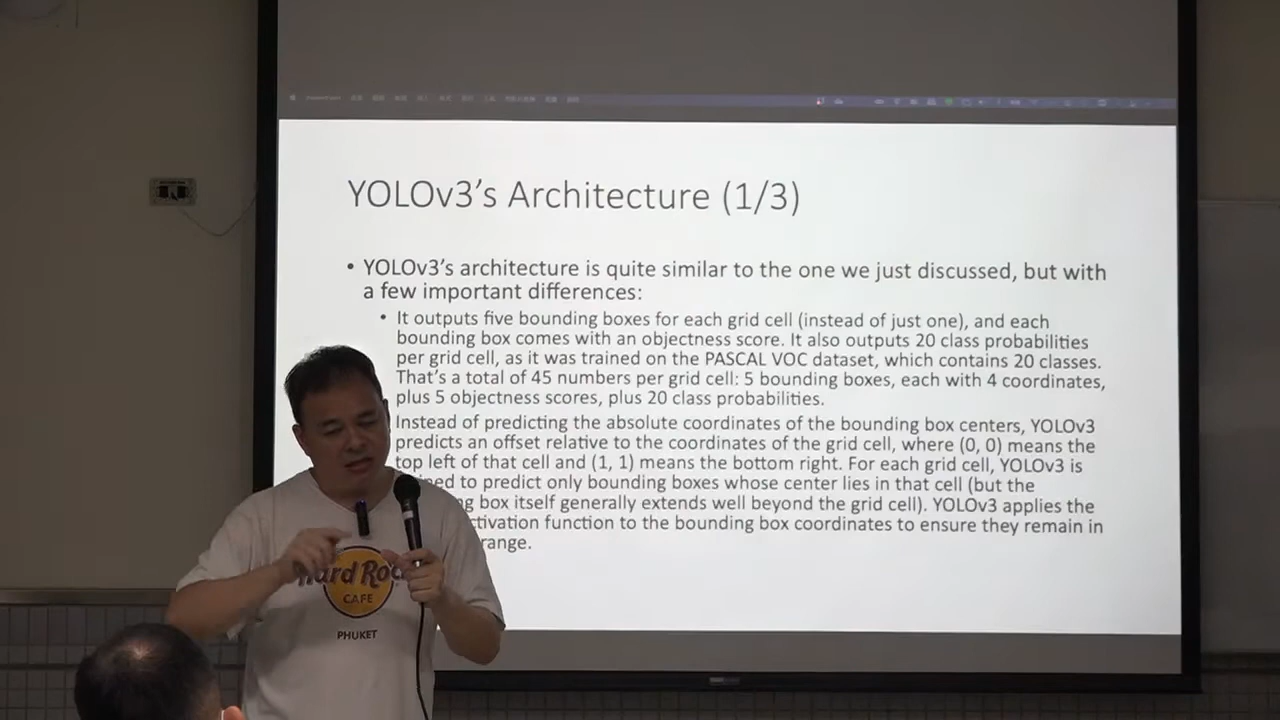 YOLOv3's Architecture (1/3)
• YOLOv3's architecture is quite similar to the one we just discussed, but with
a few important differences:
• It outputs five bounding boxes for each grid cell (instead of just one), and each
bounding box comes with an objectness score. It also outputs 20 class probabilities
per grid cell, as it was trained on the PASCAL VOC dataset, which contains 20 classes.
That's a total of 45 numbers per grid cell: 5 bounding boxes, each with 4 coordinates,
plus 5 objectness scores, plus 20 class probabilities.
Instead of predicting the absolute coordinates of the bounding box centers, YOLOv3
predicts an offset relative to the coordinates of the grid cell, where (0, 0) means the
top left of that cell and (1, 1) means the bottom right. For each grid cell, YOLOv3 is
ned to predict only bounding boxes whose center lies in that cell (but the
g box itself generally extends well beyond the grid cell). YOLOv3 applies the
ctivation function to the bounding box coordinates to ensure they remain in
range.
Hard Roc
CAFE
PHUKET